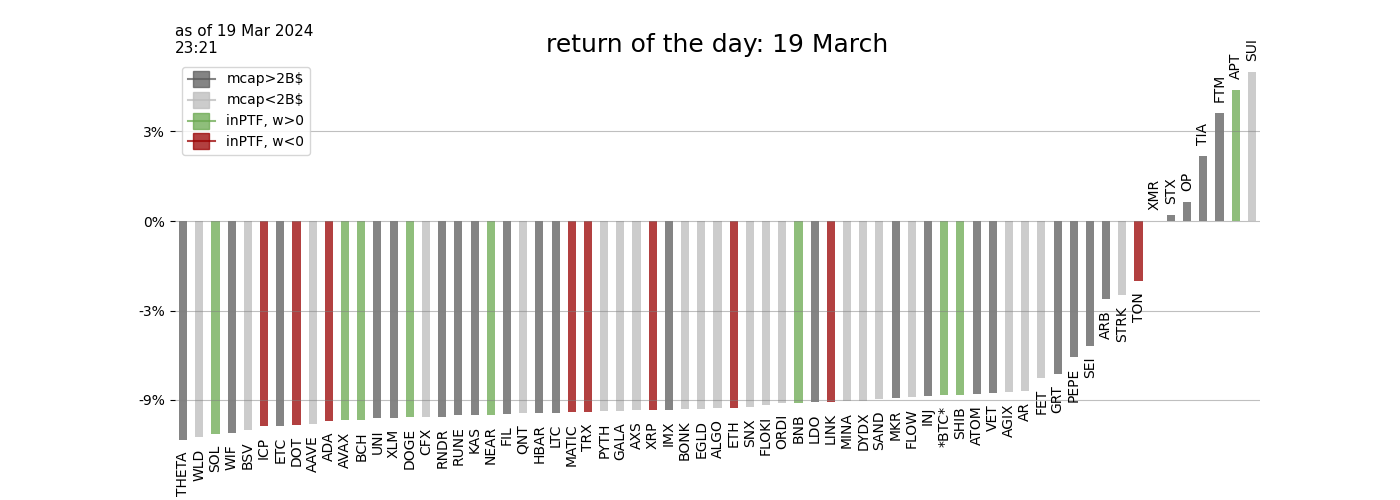 as of 19 Mar 2024
23:21
return of the day: 19 March
mcap>2B$
mcap<2B$
inPTF, w>0
inPTF, w<0
3%
0%
-3%
-9%
THETA
WLD
SOL
WIF
BSV
ICP
ETC
DOT
AAVE
ADA
AVAX
BCH
UNI
XLM
DOGE
CFX
RNDR
RUNE
KAS
NEAR
FIL
QNT
HBAR
LTC
MATIC
TRX
PYTH
GALA
AXS
XRP
IMX
BONK
EGLD
ALGO
ETH
SNX
FLOKI
ORDI
BNB
LDO
LINK
MINA
DYDX
SAND
MKR
FLOW
INJ
*BTC*
SHIB
ATOM
VET
AGIX
AR
FET
GRT
PEPE
SEI
ARB
STRK
TON
XMR
STX
OP
TIA
FTM
APT
SUI